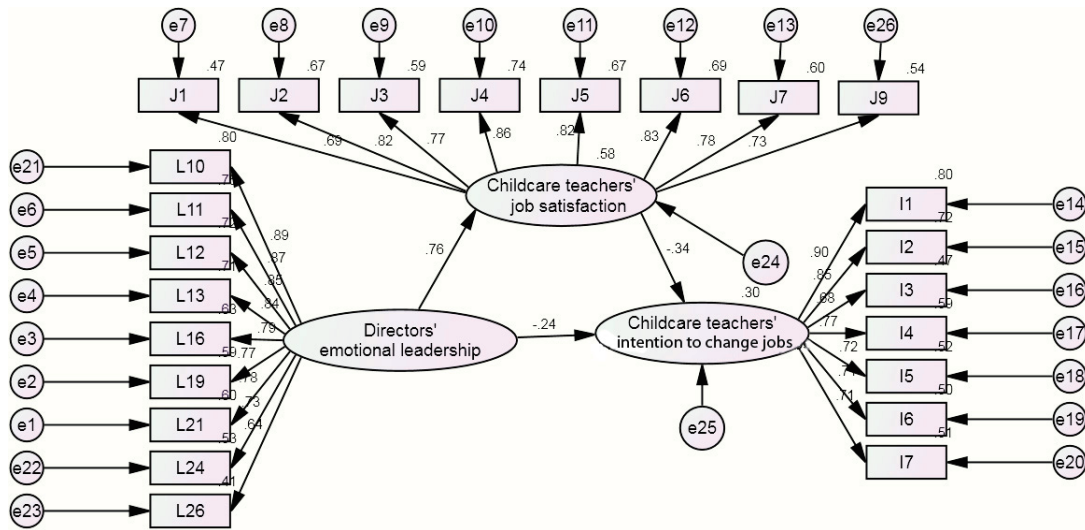 e7 e8 e9 e10 e11 e12 e13 e26
.47 .67 .59 .74 .67 .69 .60 .54
J1 J2 J3 J4 J5 J6 J7 J9
.80 .69 .82 .77 .86 .82 .83 .78 .73
.58
Childcare teachers'
job satisfaction
e21 L10
e6 L11
.72
e5 L12
.71
e4 L13
.63
e3 L16
.59
e2 L19
.60
e1 L21
.53
e22 L24
.41
e23 L26
.89
.87
.85
.84
.79
.77
.73
.64
Directors'
emotional leadership
.76
-.24
-.34
e24
.30
Childcare teachers'
intention to change jobs
e25
.80
I1 e14
.72
I2 e15
.47
I3 e16
.59
I4 e17
.52
I5 e18
.50
I6 e19
.51
I7 e20
.90
.85
.68
.77
.72
.71